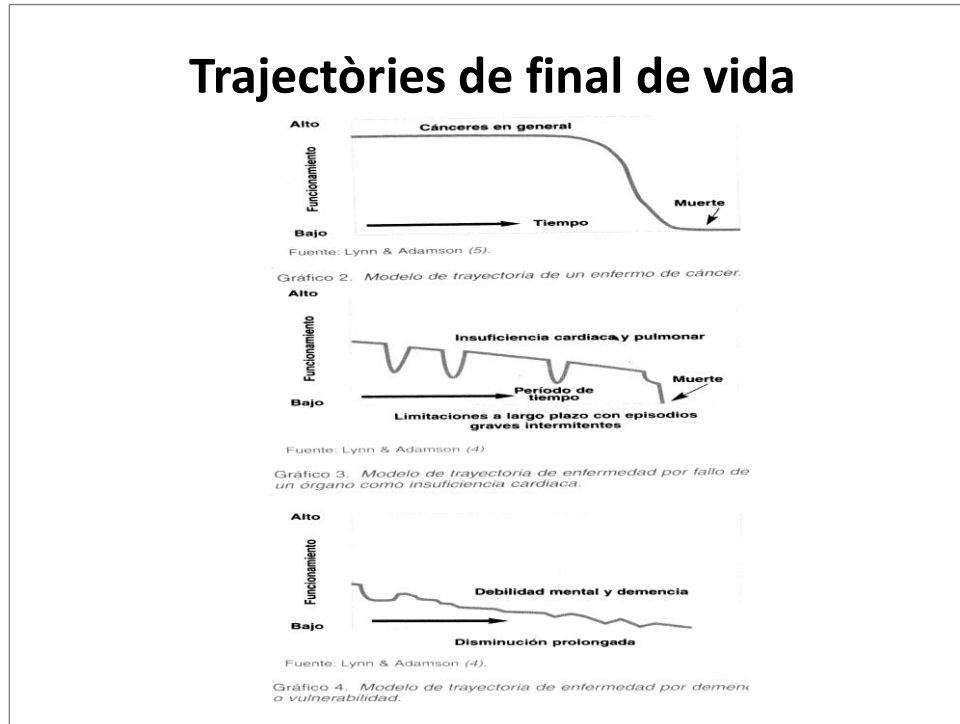 Trajectòries de final de vida
Alto
Cánceres en general
Funcionamiento
Muerte
Tiempo
Bajo
Fuente: Lynn & Adamson (5).
Gráfico 2. Modelo de trayectoria de un enfermo de cáncer.
Alto
Insuficiencia cardiaca y pulmonar
Funcionamiento
Muerte
Período de
tiempo
Bajo
Limitaciones a largo plazo con episodios
graves intermitentes
Fuente: Lynn & Adamson (4)
Gráfico 3. Modelo de trayectoria de enfermedad por fallo de
un órgano como insuficiencia cardiaca.
Alto
Funcionamiento
Debilidad mental y demencia
Bajo
Disminución prolongada
Fuente: Lynn & Adamson (4).
Gráfico 4. Modelo de trayectoria de enfermedad por
o vulnerabilidad.